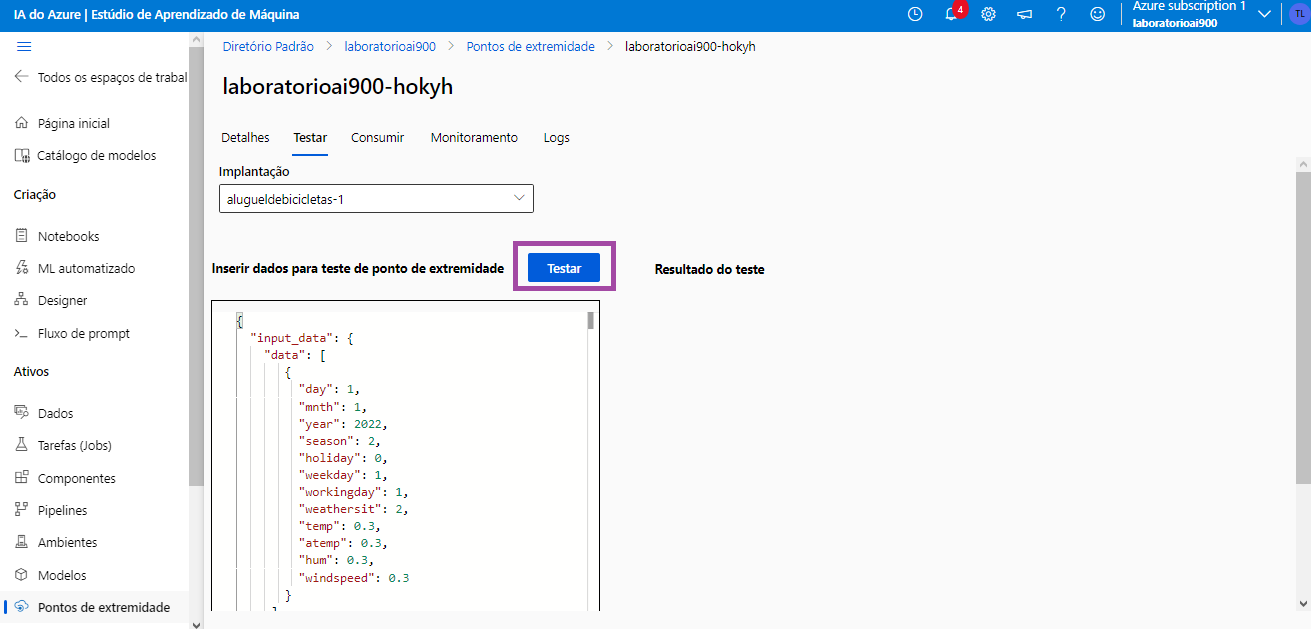 IA do Azure | Estúdio de Aprendizado de Máquina
4
Azure subscription 1
laboratorioai900
TL
Todos os espaços de trabal
Página inicial
Catálogo de modelos
Criação
Notebooks
ML automatizado
Designer
Fluxo de prompt
Ativos
Dados
Tarefas (Jobs)
Componentes
Pipelines
Ambientes
Modelos
Pontos de extremidade
Diretório Padrão > laboratorioai900 > Pontos de extremidade > laboratorioai900-hokyh
laboratorioai900-hokyh
Detalhes Testar Consumir Monitoramento Logs
Implantação
alugueldebicicletas-1
Inserir dados para teste de ponto de extremidade Testar Resultado do teste
{
"input_data": {
"data": [
{
"day": 1,
"mnth": 1,
"year": 2022,
"season": 2,
"holiday": 0,
"weekday": 1,
"workingday": 1,
"weathersit": 2,
"temp": 0.3,
"atemp": 0.3,
"hum": 0.3,
"windspeed": 0.3
}
]